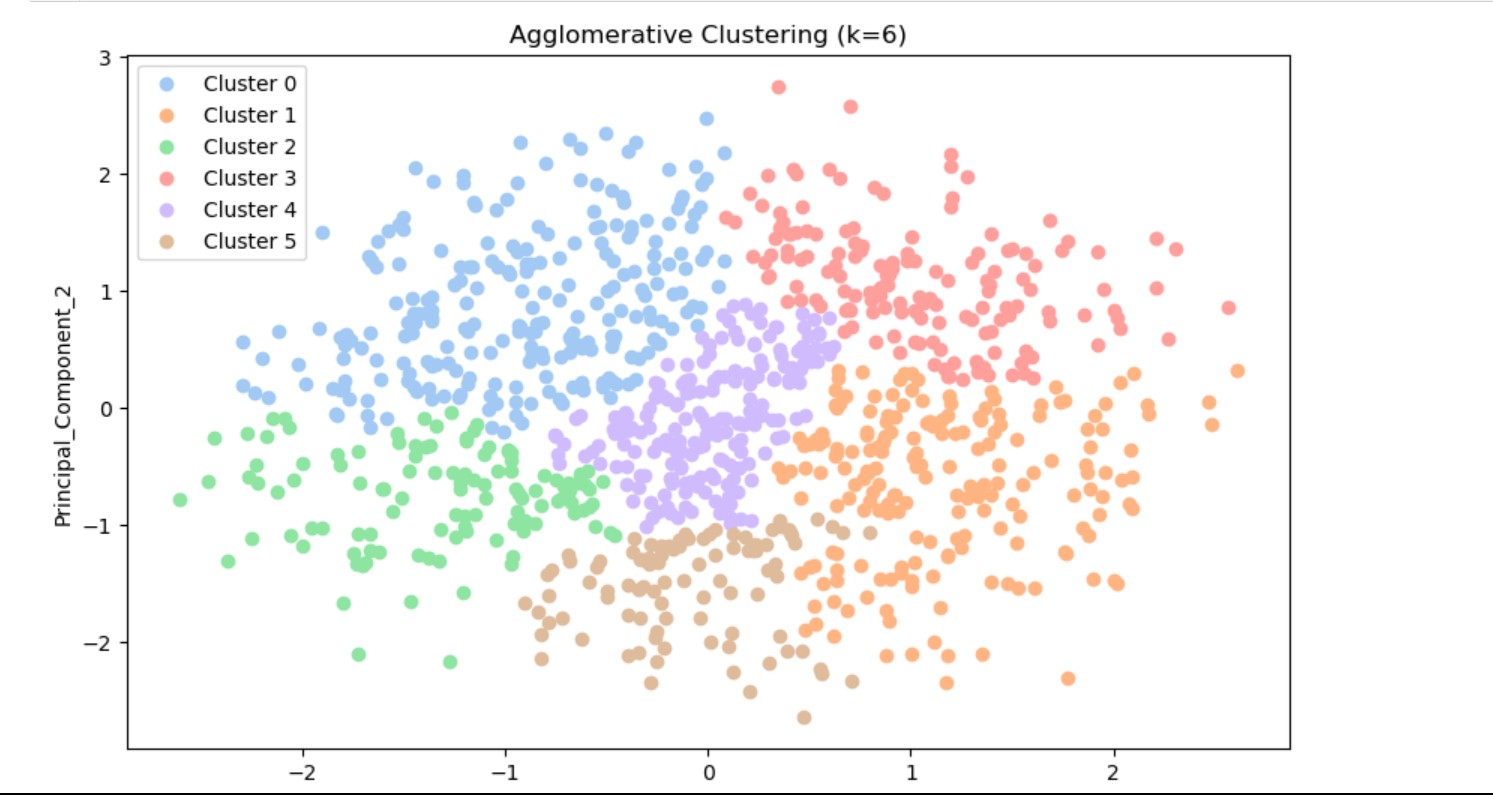 Agglomerative Clustering (k=6)
3
Cluster 0
Cluster 1
Cluster 2
Cluster 3
Cluster 4
Cluster 5
2
1
0
−1
−2
Principal_Component_2
−2
−1
0
1
2